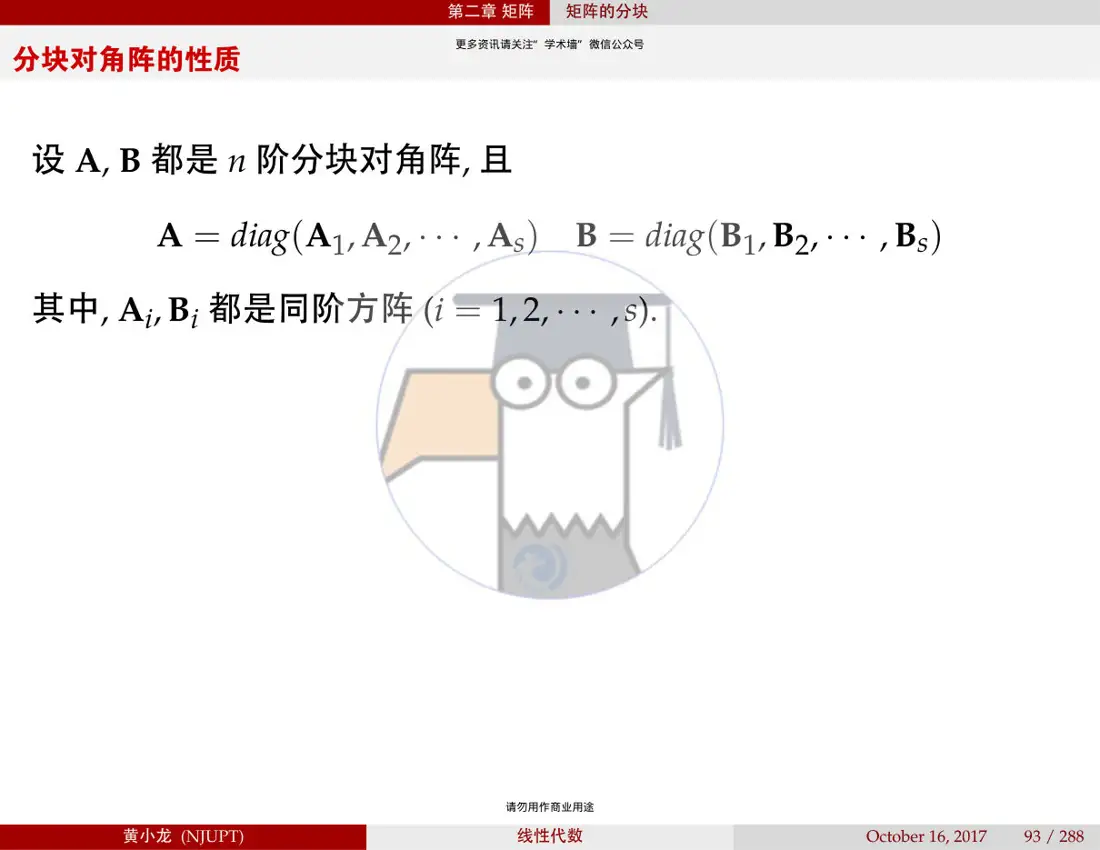 第二章 矩阵 矩阵的分块
更多资讯请关注“学术墙”微信公众号
分块对角阵的性质
设 A, B 都是 n 阶分块对角阵, 且
A = diag(A₁, A₂, ⋯ , Aₛ) B = diag(B₁, B₂, ⋯ , Bₛ)
其中, Aᵢ, Bᵢ 都是同阶方阵 (i = 1, 2, ⋯ , s).
请勿用作商业用途
黄小龙 (NJUPT) 线性代数 October 16, 2017 93 / 288